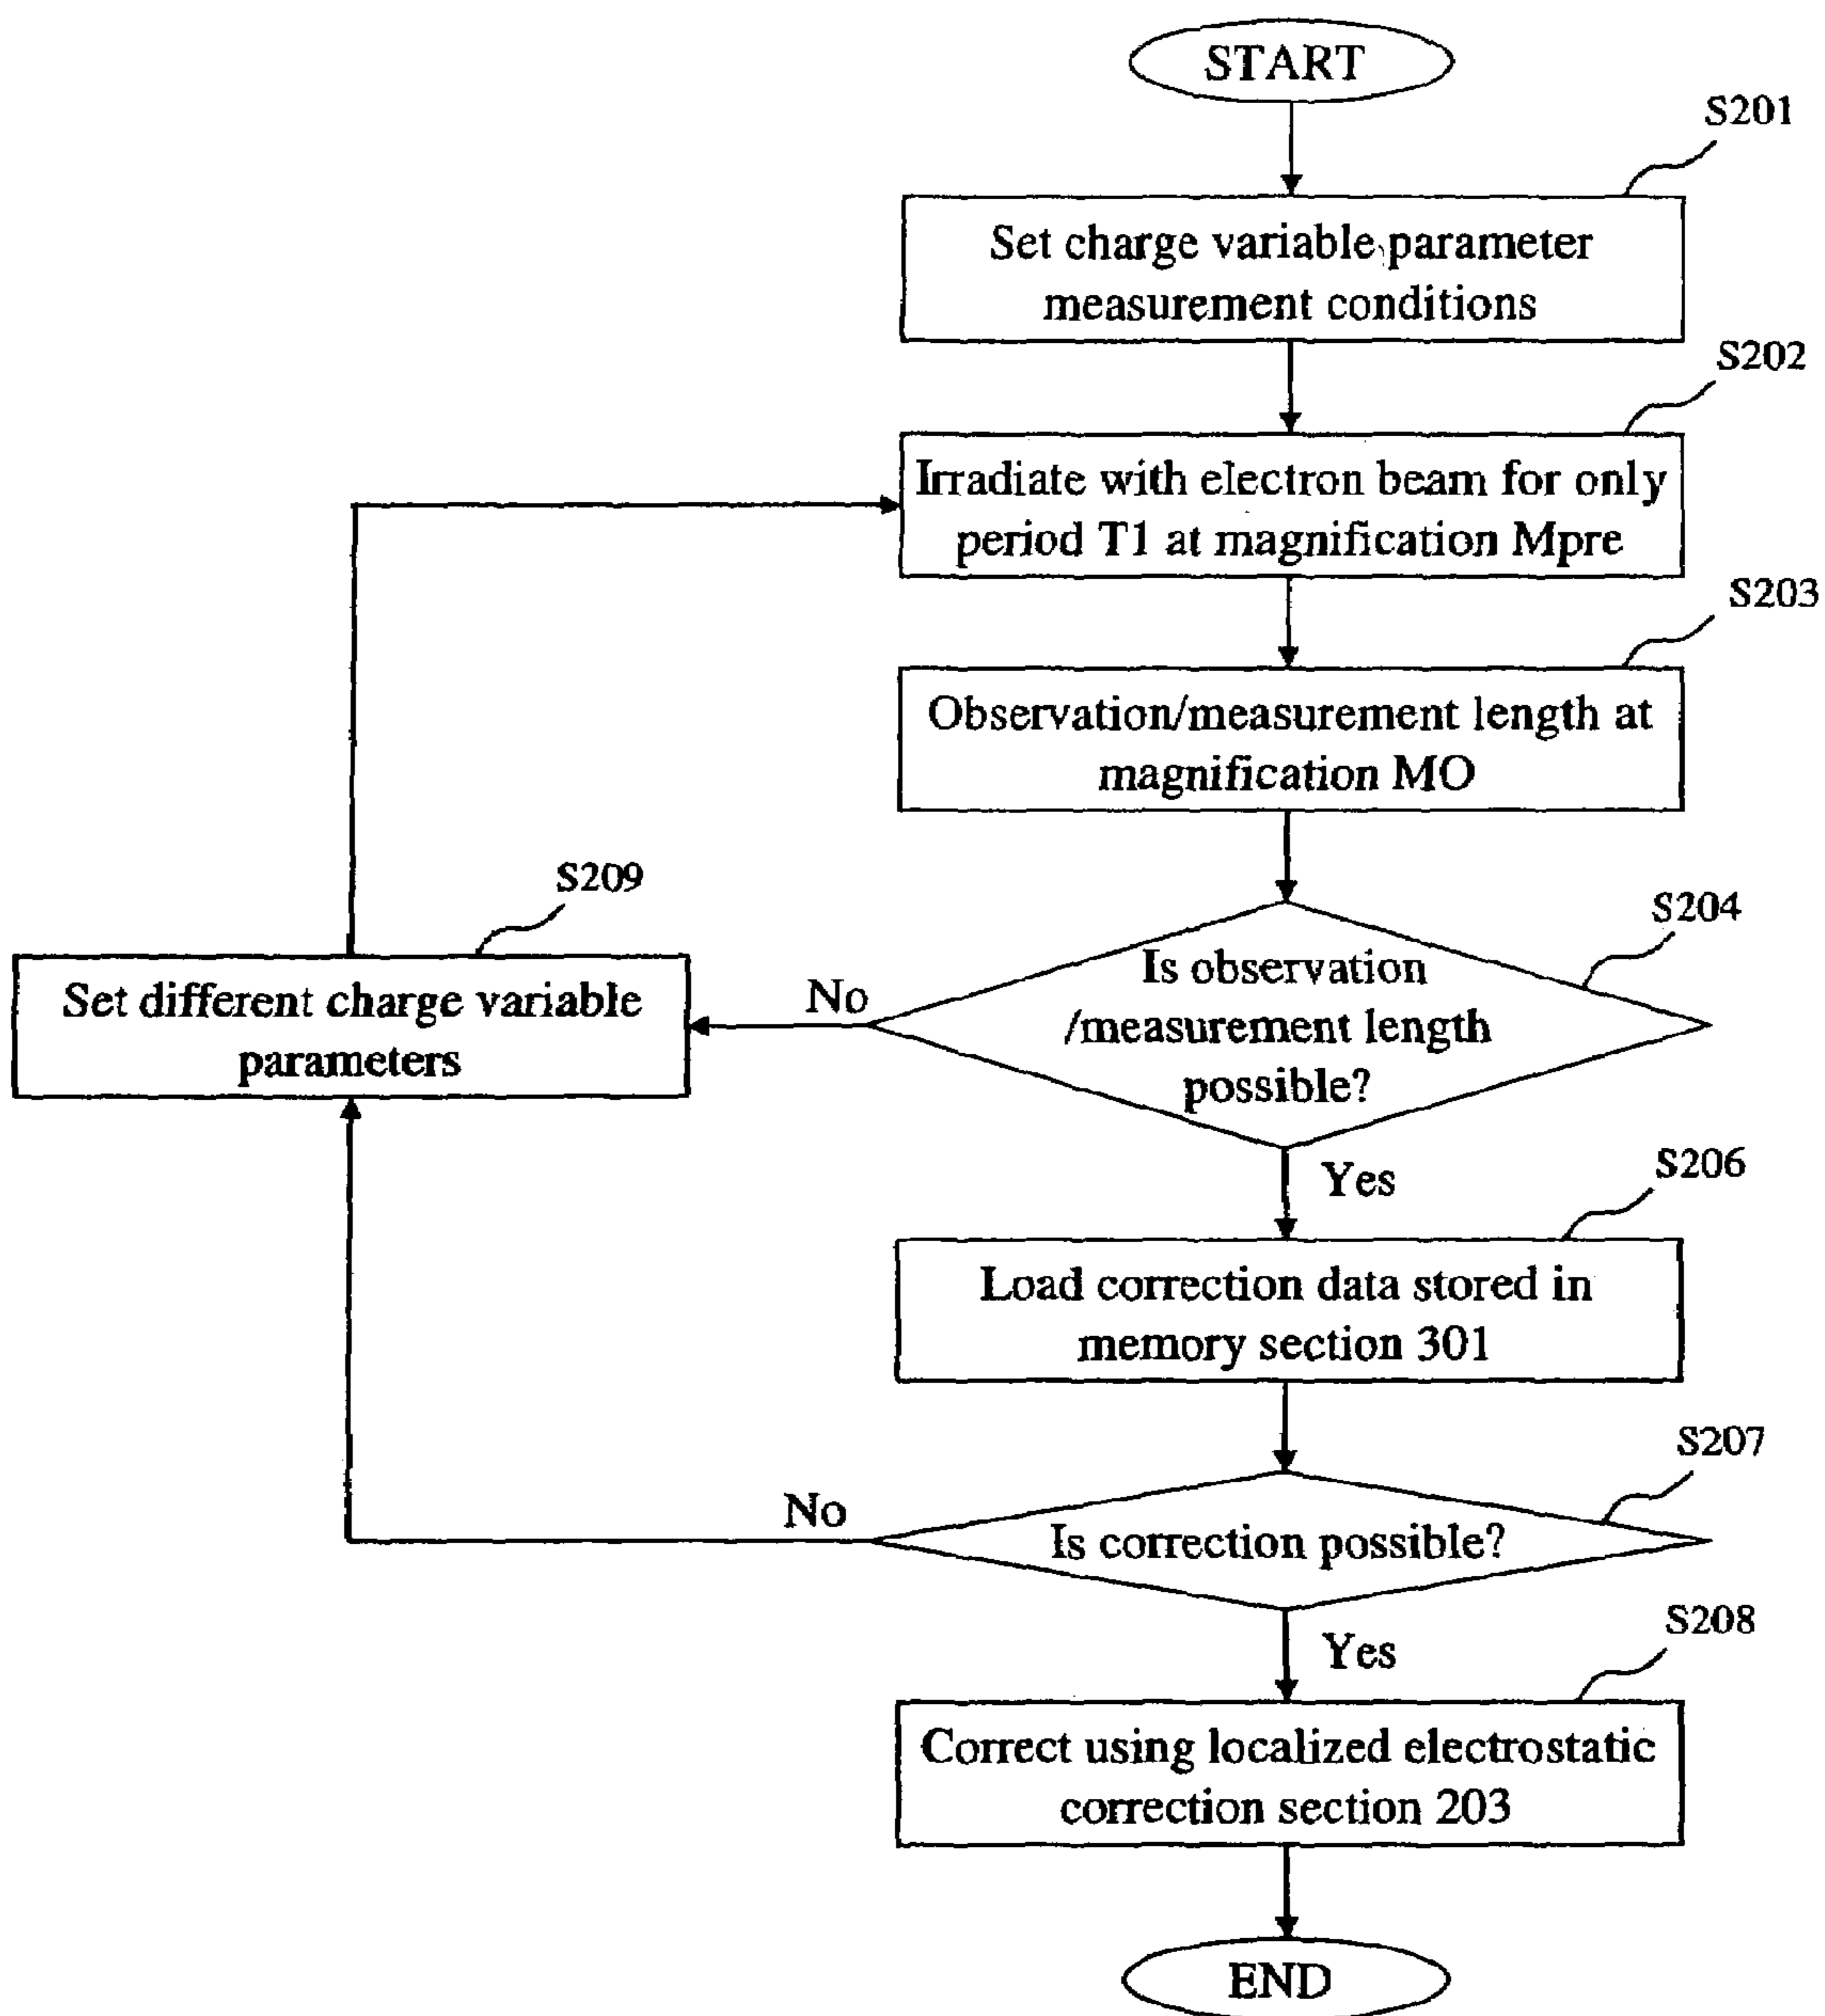 START
S201
Set charge variable parameter
measurement conditions
S202
Irradiate with electron beam for only
period T1 at magnification Mpre
S203
Observation/measurement length at
magnification MO
S209
Set different charge variable
parameters
S204
No
Is observation
/measurement length
possible?
Yes
S206
Load correction data stored in
memory section 301
S207
No
Is correction possible?
Yes
S208
Correct using localized electrostatic
correction section 203
END